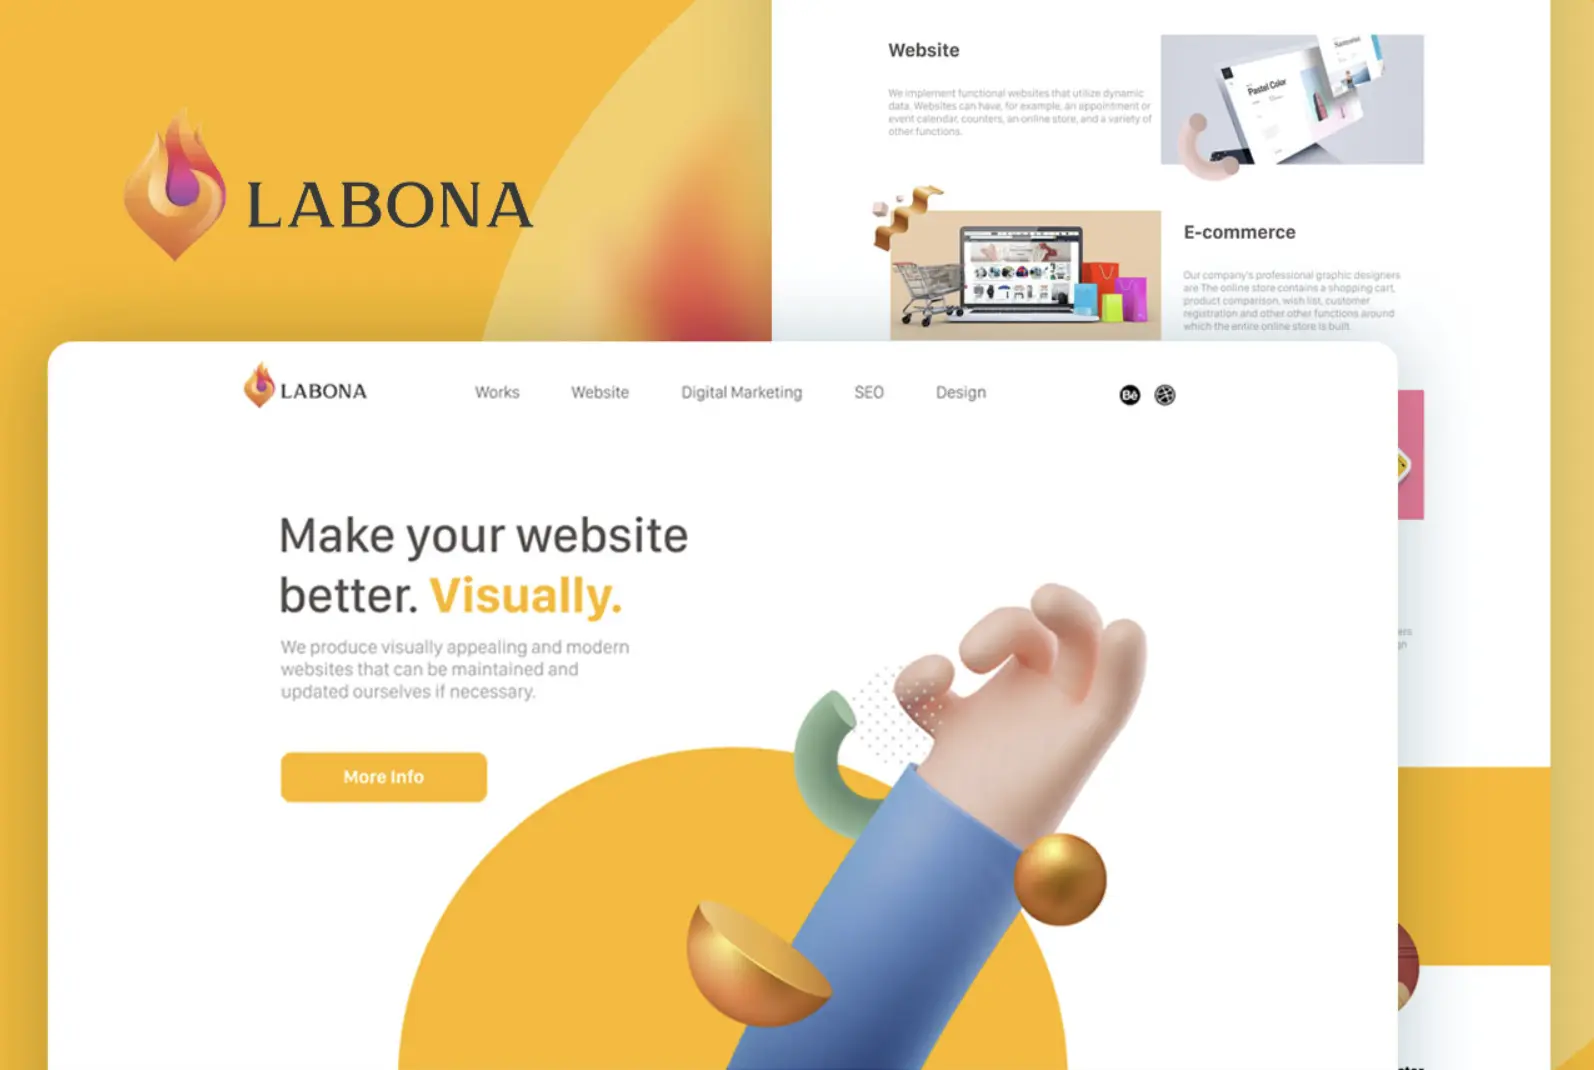 LABONA
Website
We implement functional websites that utilize dynamic
data. Websites can have, for example, an appointment or
event calendar, counters, an online store, and a variety of
other functions.
Pastel Color
E-commerce
Our company's professional graphic designers
are The online store contains a shopping cart,
product comparison, wish list, customer
registration and other other functions around
which the entire online store is built.
LABONA
Works
Website
Digital Marketing
SEO
Design
Bē
Make your website
better. Visually.
We produce visually appealing and modern
websites that can be maintained and
updated ourselves if necessary.
More Info